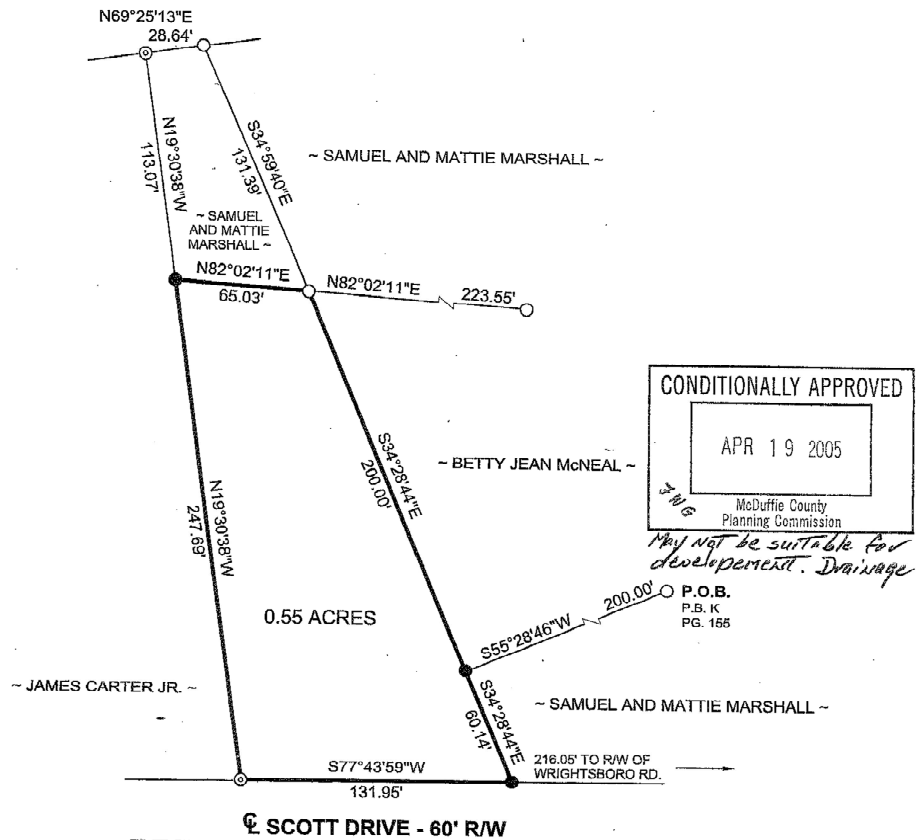 N69°25'13"E
28.64'
N19°30'38"W
113.07'
S34°59'40"E
131.39'
~ SAMUEL AND MATTIE MARSHALL ~
~ SAMUEL
AND MATTIE
MARSHALL ~
N82°02'11"E
65.03'
N82°02'11"E
223.55'
CONDITIONALLY APPROVED
APR 19 2005
McDuffie County
Planning Commission
May Not be suitable for
developement. Drainage
S34°28'44"E
200.00'
~ BETTY JEAN McNEAL ~
N19°30'38"W
247.69'
0.55 ACRES
S55°28'46"W
200.00'
P.O.B.
P.B. K
PG. 155
~ JAMES CARTER JR. ~
S34°28'44"E
60.14'
~ SAMUEL AND MATTIE MARSHALL ~
216.05' TO R/W OF
WRIGHTSBORO RD.
S77°43'59"W
131.95'
℄ SCOTT DRIVE - 60' R/W